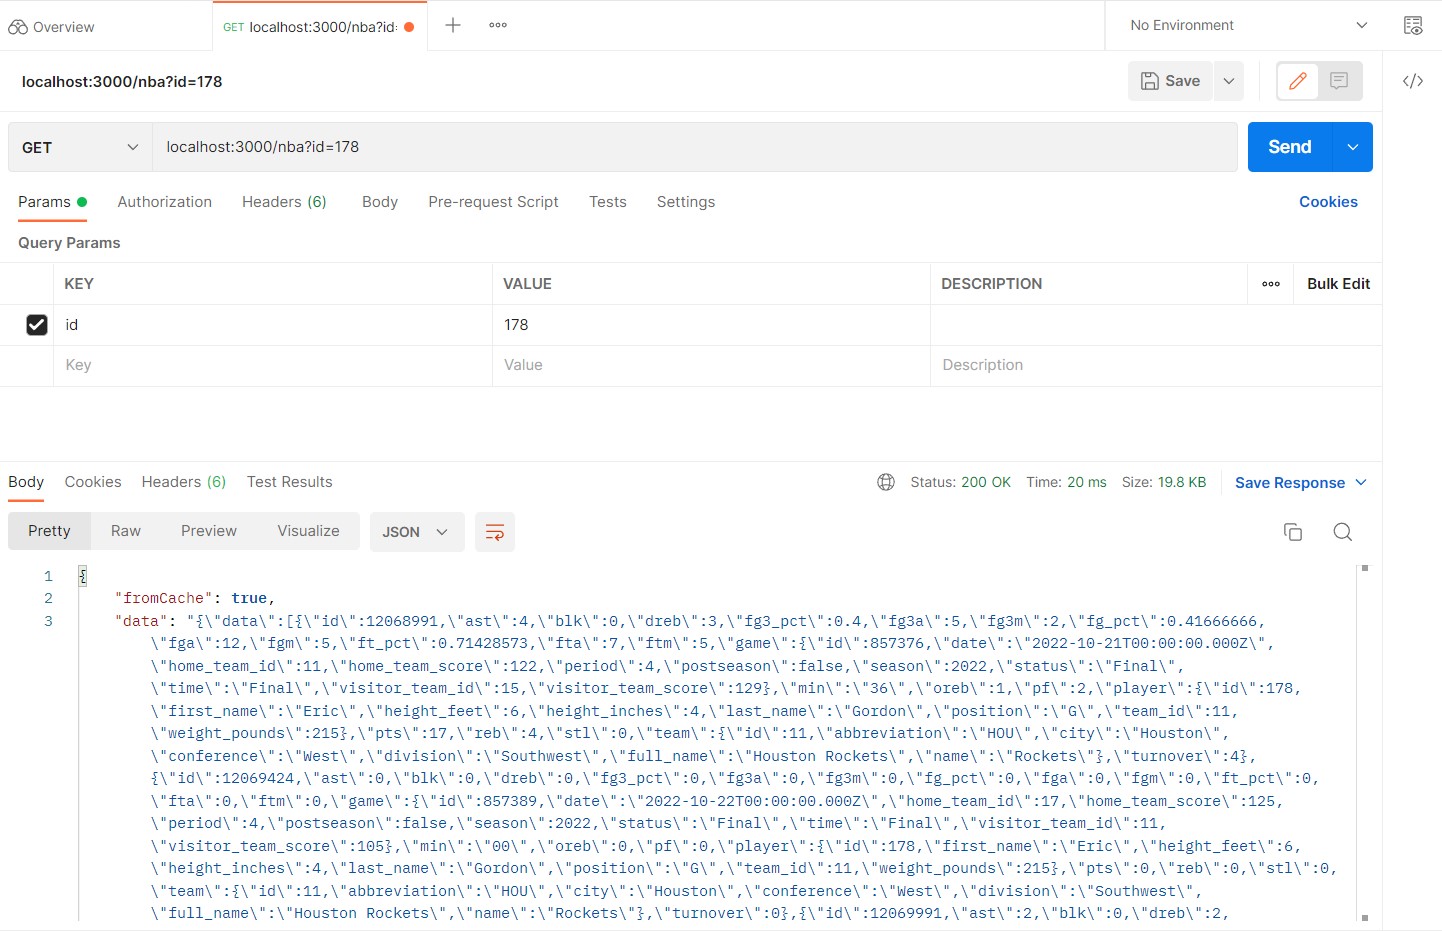 Overview
GET localhost:3000/nba?id=
No Environment
localhost:3000/nba?id=178
Save
GET
localhost:3000/nba?id=178
Send
Params Authorization Headers (6) Body Pre-request Script Tests Settings Cookies
Query Params
KEY VALUE DESCRIPTION Bulk Edit
id 178
Key Value Description
Body Cookies Headers (6) Test Results Status: 200 OK Time: 20 ms Size: 19.8 KB Save Response
Pretty Raw Preview Visualize JSON
1 {
2 "fromCache": true,
3 "data": "{\"data\":[{\"id\":12068991,\"ast\":4,\"blk\":0,\"dreb\":3,\"fg3_pct\":0.4,\"fg3a\":5,\"fg3m\":2,\"fg_pct\":0.41666666,
\"fga\":12,\"fgm\":5,\"ft_pct\":0.71428573,\"fta\":7,\"ftm\":5,\"game\":{\"id\":857376,\"date\":\"2022-10-21T00:00:00.000Z\",
\"home_team_id\":11,\"home_team_score\":122,\"period\":4,\"postseason\":false,\"season\":2022,\"status\":\"Final\",
\"time\":\"Final\",\"visitor_team_id\":15,\"visitor_team_score\":129},\"min\":\"36\",\"oreb\":1,\"pf\":2,\"player\":{\"id\":178,
\"first_name\":\"Eric\",\"height_feet\":6,\"height_inches\":4,\"last_name\":\"Gordon\",\"position\":\"G\",\"team_id\":11,
\"weight_pounds\":215},\"pts\":17,\"reb\":4,\"stl\":0,\"team\":{\"id\":11,\"abbreviation\":\"HOU\",\"city\":\"Houston\",
\"conference\":\"West\",\"division\":\"Southwest\",\"full_name\":\"Houston Rockets\",\"name\":\"Rockets\"},\"turnover\":4},
{\"id\":12069424,\"ast\":0,\"blk\":0,\"dreb\":0,\"fg3_pct\":0,\"fg3a\":0,\"fg3m\":0,\"fg_pct\":0,\"fga\":0,\"fgm\":0,\"ft_pct\":0,
\"fta\":0,\"ftm\":0,\"game\":{\"id\":857389,\"date\":\"2022-10-22T00:00:00.000Z\",\"home_team_id\":17,\"home_team_score\":125,
\"period\":4,\"postseason\":false,\"season\":2022,\"status\":\"Final\",\"time\":\"Final\",\"visitor_team_id\":11,
\"visitor_team_score\":105},\"min\":\"00\",\"oreb\":0,\"pf\":0,\"player\":{\"id\":178,\"first_name\":\"Eric\",\"height_feet\":6,
\"height_inches\":4,\"last_name\":\"Gordon\",\"position\":\"G\",\"team_id\":11,\"weight_pounds\":215},\"pts\":0,\"reb\":0,\"stl\":0,
\"team\":{\"id\":11,\"abbreviation\":\"HOU\",\"city\":\"Houston\",\"conference\":\"West\",\"division\":\"Southwest\",
\"full_name\":\"Houston Rockets\",\"name\":\"Rockets\"},\"turnover\":0},{\"id\":12069991,\"ast\":2,\"blk\":0,\"dreb\":2,